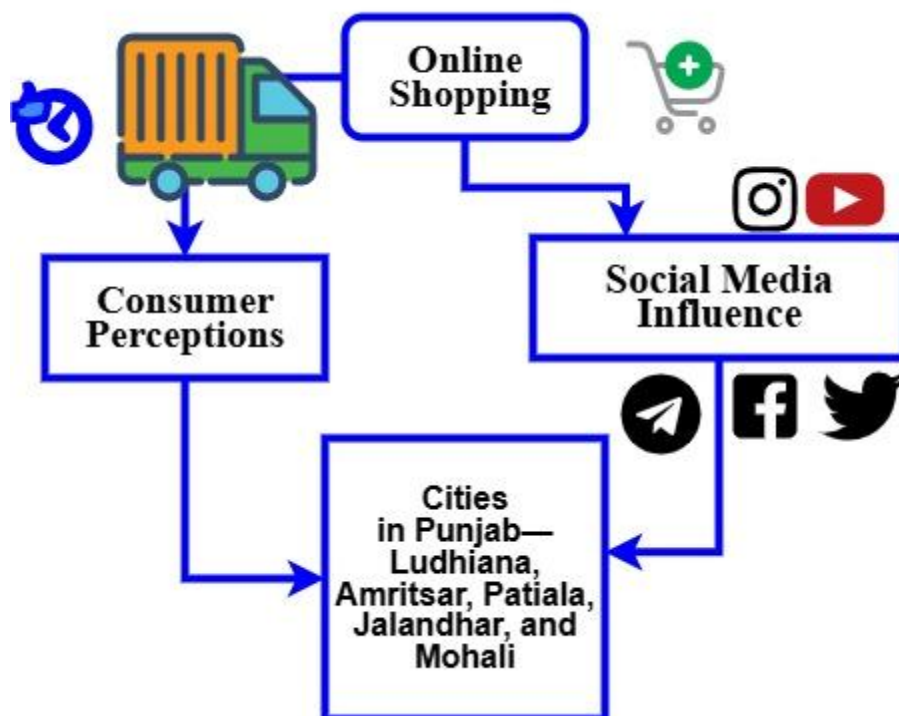 Online
Shopping
Consumer
Perceptions
Social Media
Influence
Cities
in Punjab—
Ludhiana,
Amritsar, Patiala,
Jalandhar, and
Mohali